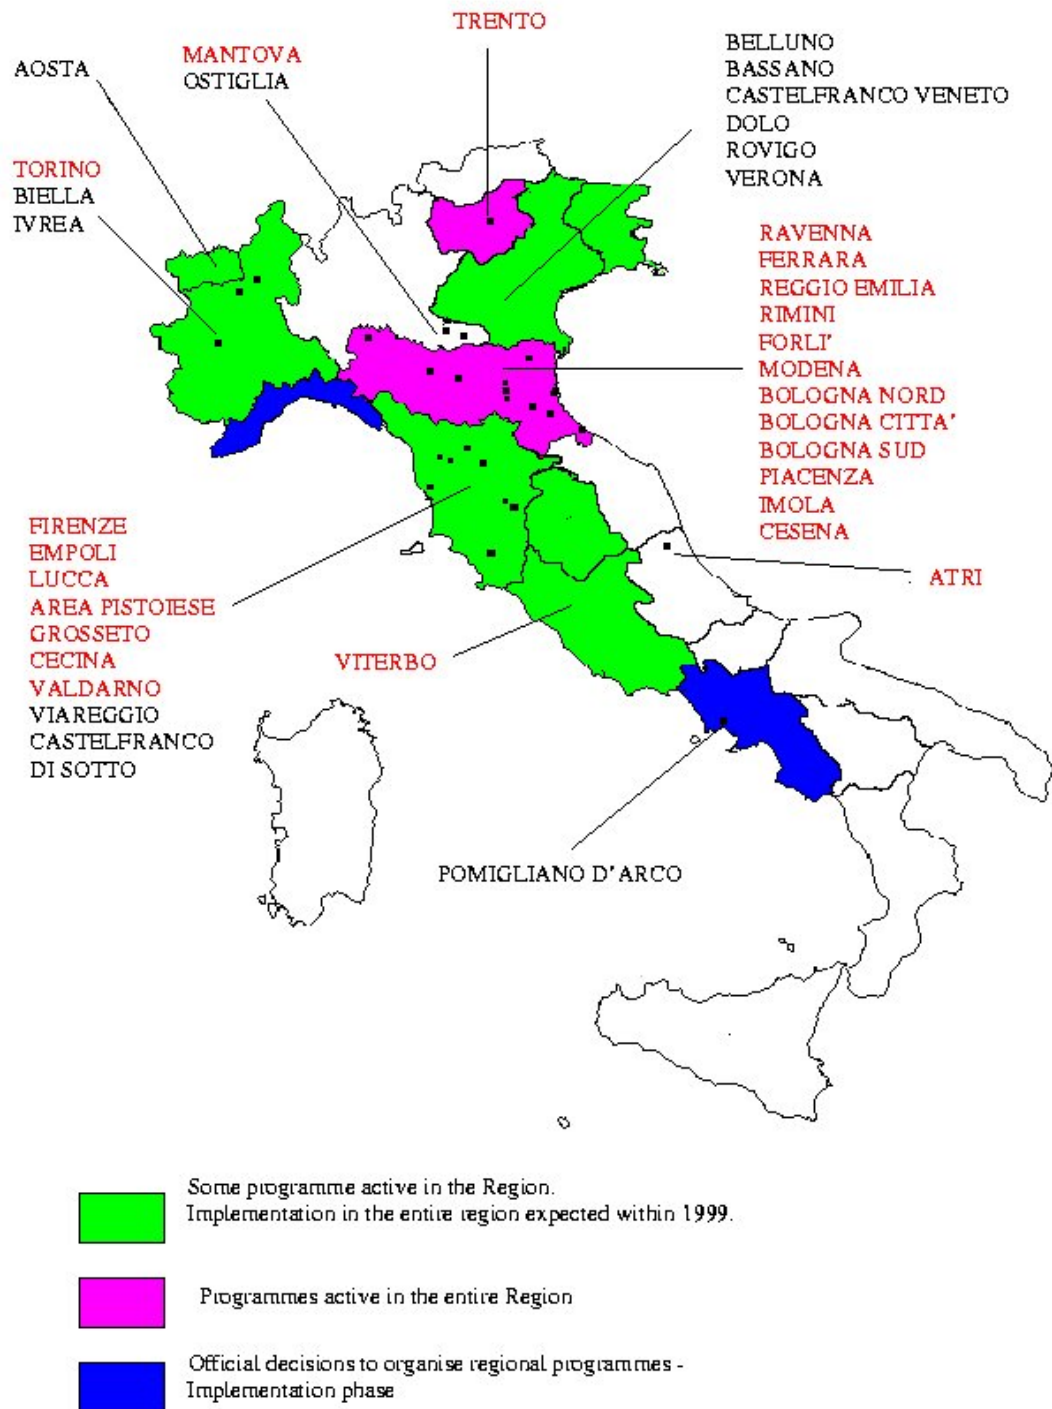 TRENTO
AOSTA
MANTOVA
OSTIGLIA
BELLUNO
BASSANO
CASTELFRANCO VENETO
DOLO
ROVIGO
VERONA
TORINO
BIELLA
IVREA
RAVENNA
FERRARA
REGGIO EMILIA
RIMINI
FORLI'
MODENA
BOLOGNA NORD
BOLOGNA CITTA'
BOLOGNA SUD
PIACENZA
IMOLA
CESENA
FIRENZE
EMPOLI
LUCCA
AREA PISTOIESE
GROSSETO
CECINA
VALDARNO
VIAREGGIO
CASTELFRANCO
DI SOTTO
ATRI
VITERBO
POMIGLIANO D'ARCO
Some programme active in the Region.
Implementation in the entire region expected within 1999.
Programmes active in the entire Region
Official decisions to organise regional programmes -
Implementation phase